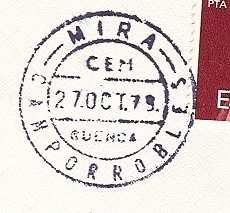 MIRA
CEM
27.OCT.79.
CUENCA
CAMPORROBLES
PTA
E